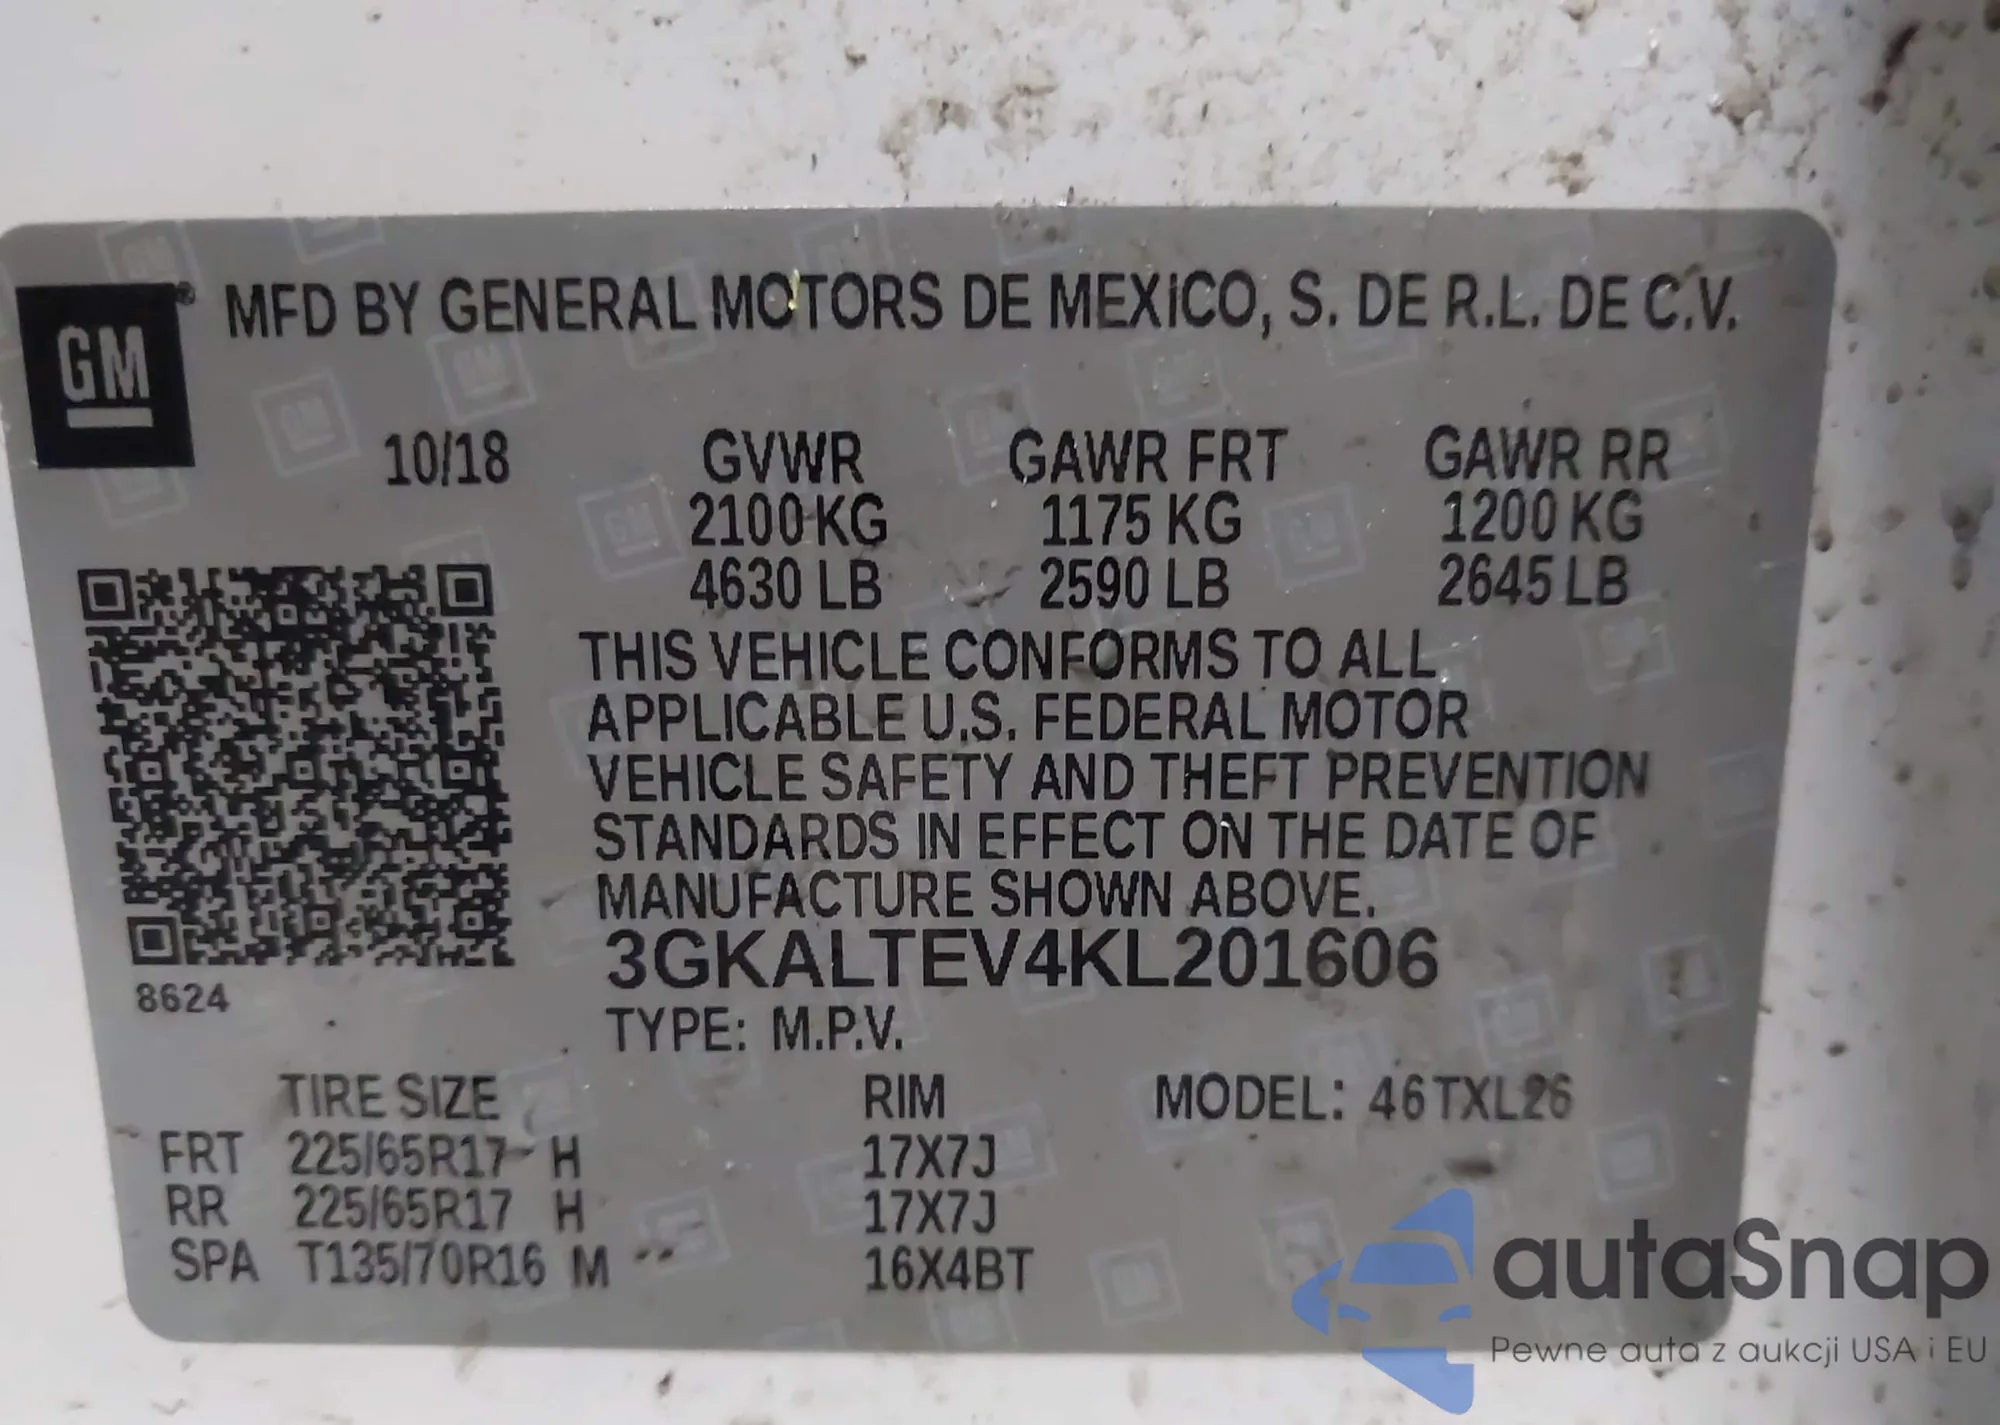 GM ® MFD BY GENERAL MOTORS DE MEXICO, S. DE R.L. DE C.V.
10/18 GVWR GAWR FRT GAWR RR
2100 KG 1175 KG 1200 KG
4630 LB 2590 LB 2645 LB
THIS VEHICLE CONFORMS TO ALL
APPLICABLE U.S. FEDERAL MOTOR
VEHICLE SAFETY AND THEFT PREVENTION
STANDARDS IN EFFECT ON THE DATE OF
MANUFACTURE SHOWN ABOVE.
3GKALTEV4KL201606
8624
TYPE: M.P.V.
TIRE SIZE RIM MODEL: 46TXL26
FRT 225/65R17 H 17X7J
RR 225/65R17 H 17X7J
SPA T135/70R16 M 16X4BT
autaSnap
Pewne auta z aukcji USA i EU